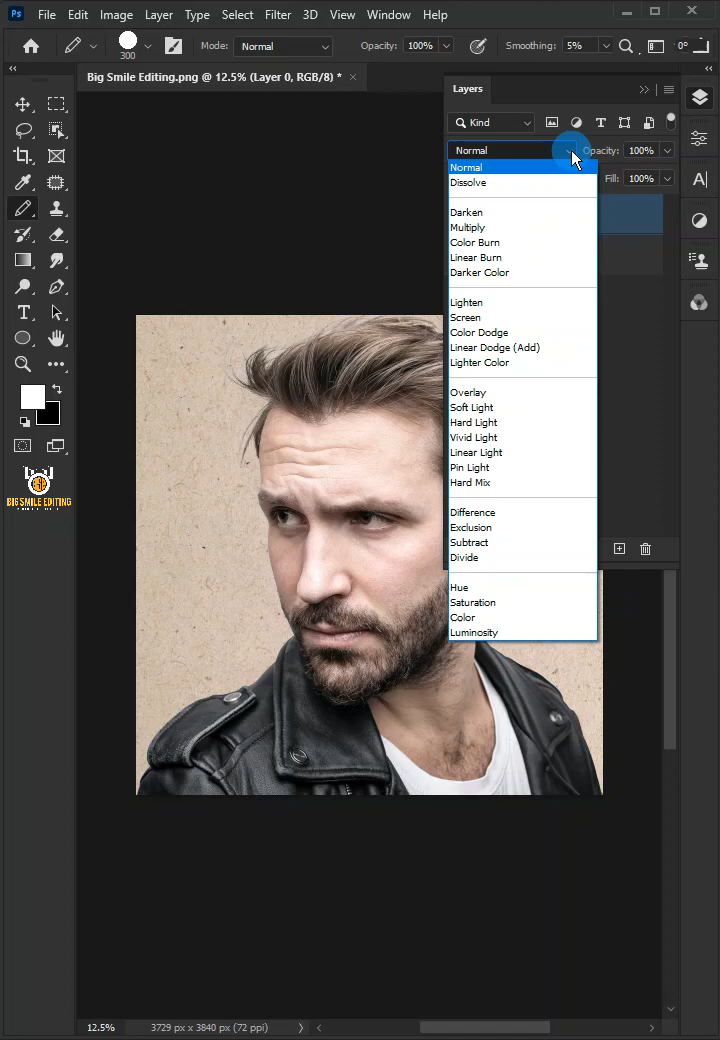 Ps File Edit Image Layer Type Select Filter 3D View Window Help
300 Mode: Normal Opacity: 100% Smoothing: 5% 0°
Big Smile Editing.png @ 12.5% (Layer 0, RGB/8) *
Layers
Kind
Normal Opacity: 100%
Normal Fill: 100%
Dissolve
Darken
Multiply
Color Burn
Linear Burn
Darker Color
Lighten
Screen
Color Dodge
Linear Dodge (Add)
Lighter Color
Overlay
Soft Light
Hard Light
Vivid Light
Linear Light
Pin Light
Hard Mix
Difference
Exclusion
Subtract
Divide
Hue
Saturation
Color
Luminosity
BIG SMILE EDITING
12.5% 3729 px x 3840 px (72 ppi)